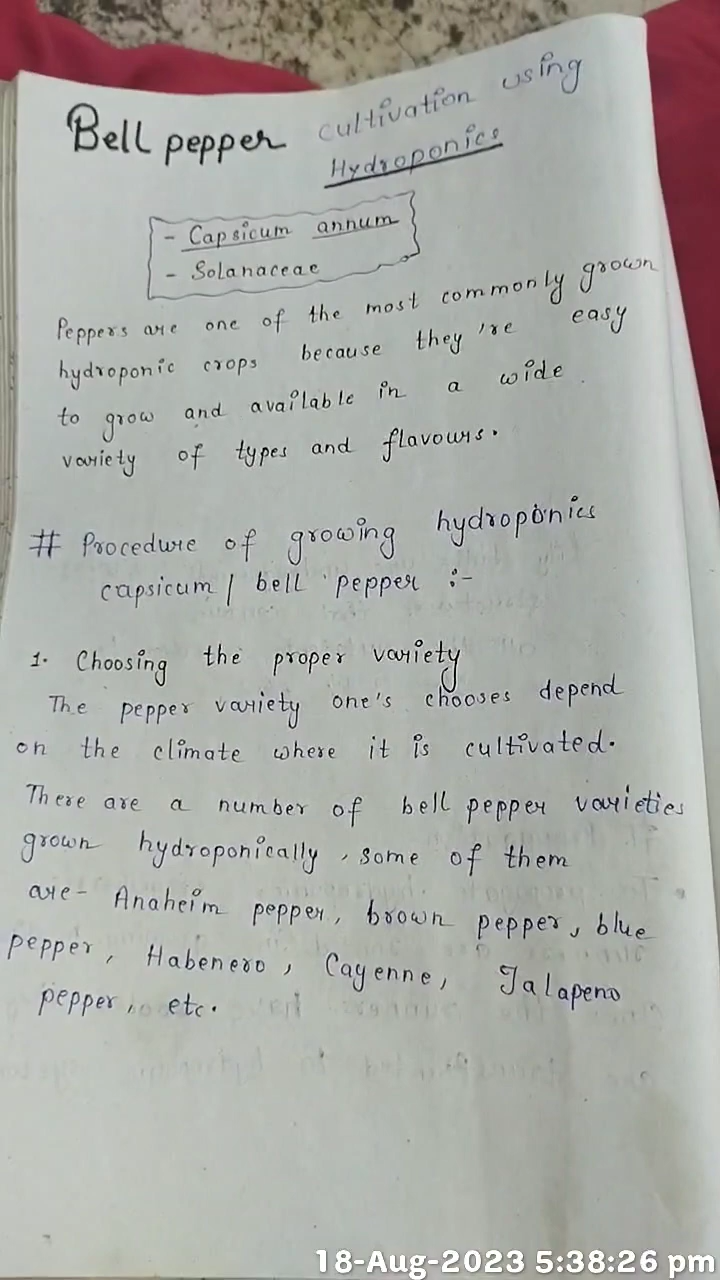 Bell pepper cultivation using
Hydroponics
- Capsicum annum
- Solanaceae
Peppers are one of the most commonly grown
hydroponic crops because they're easy
to grow and available in a wide
variety of types and flavours.
# Procedure of growing hydroponics
capsicum / bell pepper :-
1. Choosing the proper variety
The pepper variety one's chooses depend
on the climate where it is cultivated.
There are a number of bell pepper varieties
grown hydroponically, some of them
are- Anaheim pepper, brown pepper, blue
pepper, Habenero, Cayenne, Jalapeno
pepper, etc.
18-Aug-2023 5:38:26 pm